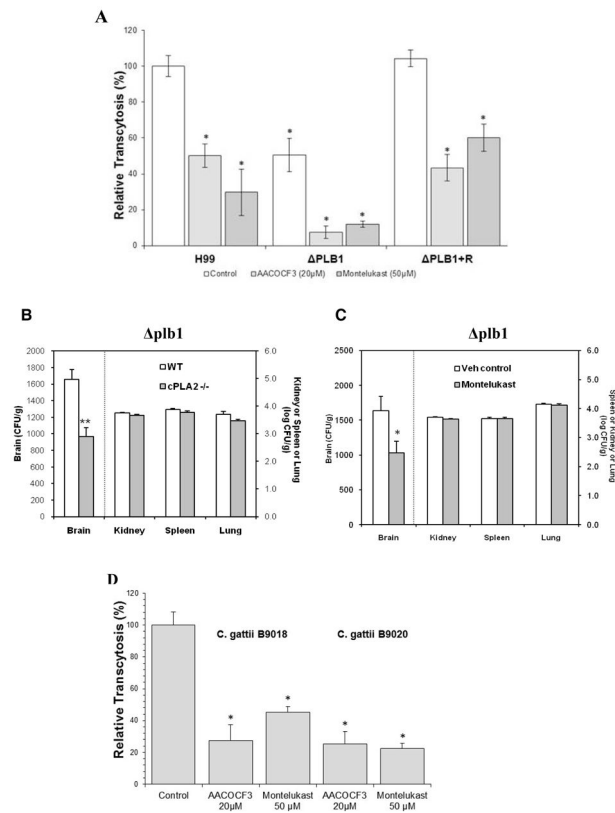 A
Relative Transcytosis (%)
120
100
80
60
40
20
0
*
*
*
*
*
*
*
H99
ΔPLB1
ΔPLB1+R
Control
AACOCF3 (20µM)
Montelukast (50µM)
B
Δplb1
Brain (CFU/g)
2000
1800
1600
1400
1200
1000
800
600
400
200
0
WT
cPLA2 -/-
**
6.0
5.0
4.0
3.0
2.0
1.0
0.0
Kidney or Spleen or Lung
(log CFU/g)
Brain
Kidney
Spleen
Lung
C
Δplb1
Brain (CFU/g)
2500
2000
1500
1000
500
0
Veh control
Montelukast
*
6.0
5.0
4.0
3.0
2.0
1.0
0.0
Spleen or Kidney or Lung
(log CFU/g)
Brain
Kidney
Spleen
Lung
D
Relative Transcytosis (%)
120
100
80
60
40
20
0
C. gattii B9018
C. gattii B9020
*
*
*
*
Control
AACOCF3
20µM
Montelukast
50 µM
AACOCF3
20µM
Montelukast
50 µM